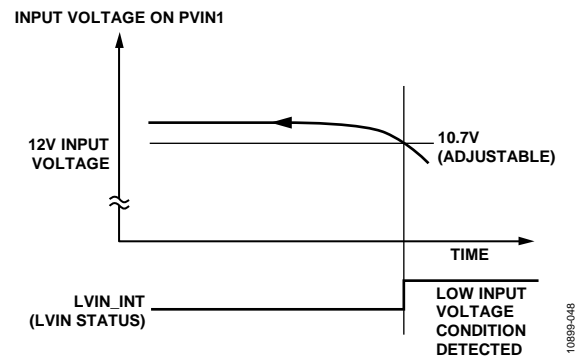 INPUT VOLTAGE ON PVIN1
12V INPUT
VOLTAGE
10.7V
(ADJUSTABLE)
TIME
LVIN_INT
(LVIN STATUS)
LOW INPUT
VOLTAGE
CONDITION
DETECTED
10899-048